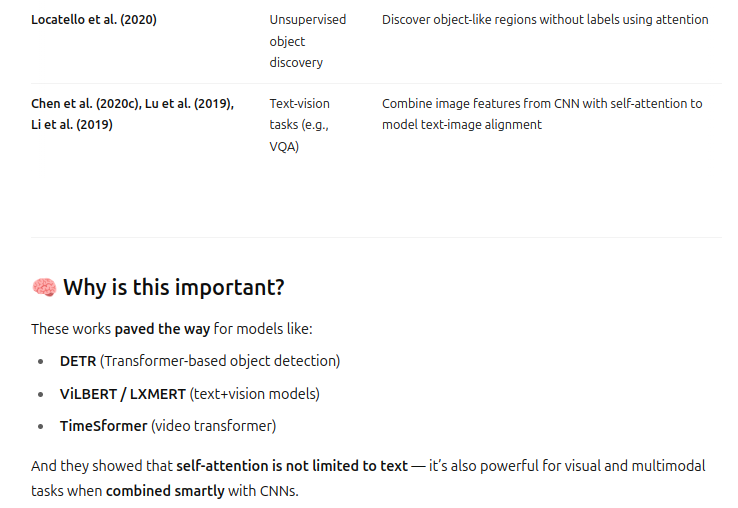 Locatello et al. (2020) Unsupervised Discover object-like regions without labels using attention
object
discovery
Chen et al. (2020c), Lu et al. (2019), Text-vision Combine image features from CNN with self-attention to
Li et al. (2019) tasks (e.g., model text-image alignment
VQA)
🧠 Why is this important?
These works paved the way for models like:
• DETR (Transformer-based object detection)
• ViLBERT / LXMERT (text+vision models)
• TimeSformer (video transformer)
And they showed that self-attention is not limited to text — it’s also powerful for visual and multimodal
tasks when combined smartly with CNNs.